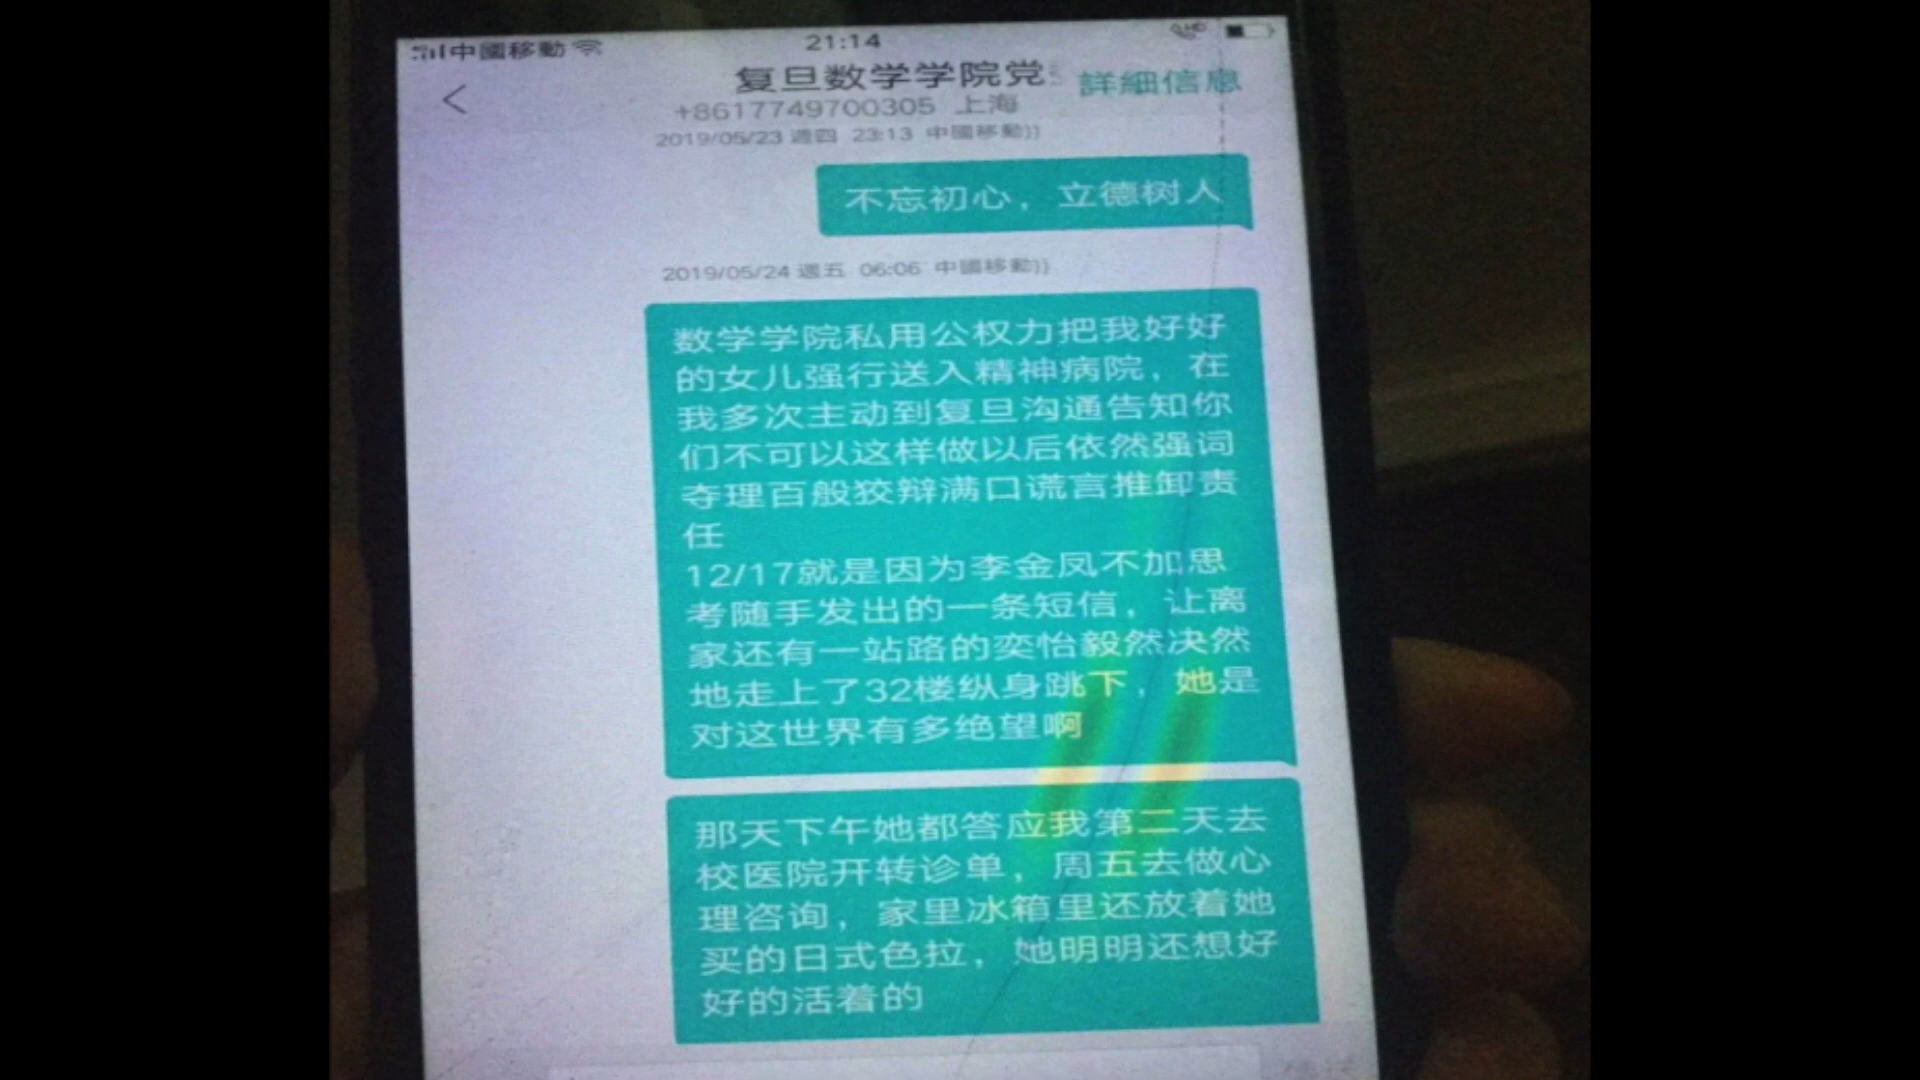 中國移動
21:14
复旦数学学院党
詳細信息
+8617749700305 上海
2019/05/23 週四 23:13 中國移動))
不忘初心，立德树人
2019/05/24 週五 06:06 中國移動))
数学学院私用公权力把我好好
的女儿强行送入精神病院，在
我多次主动到复旦沟通告知你
们不可以这样做以后依然强词
夺理百般狡辩满口谎言推卸责
任
12/17就是因为李金凤不加思
考随手发出的一条短信，让离
家还有一站路的奕怡毅然决然
地走上了32楼纵身跳下，她是
对这世界有多绝望啊
那天下午她都答应我第二天去
校医院开转诊单，周五去做心
理咨询，家里冰箱里还放着她
买的日式色拉，她明明还想好
好的活着的